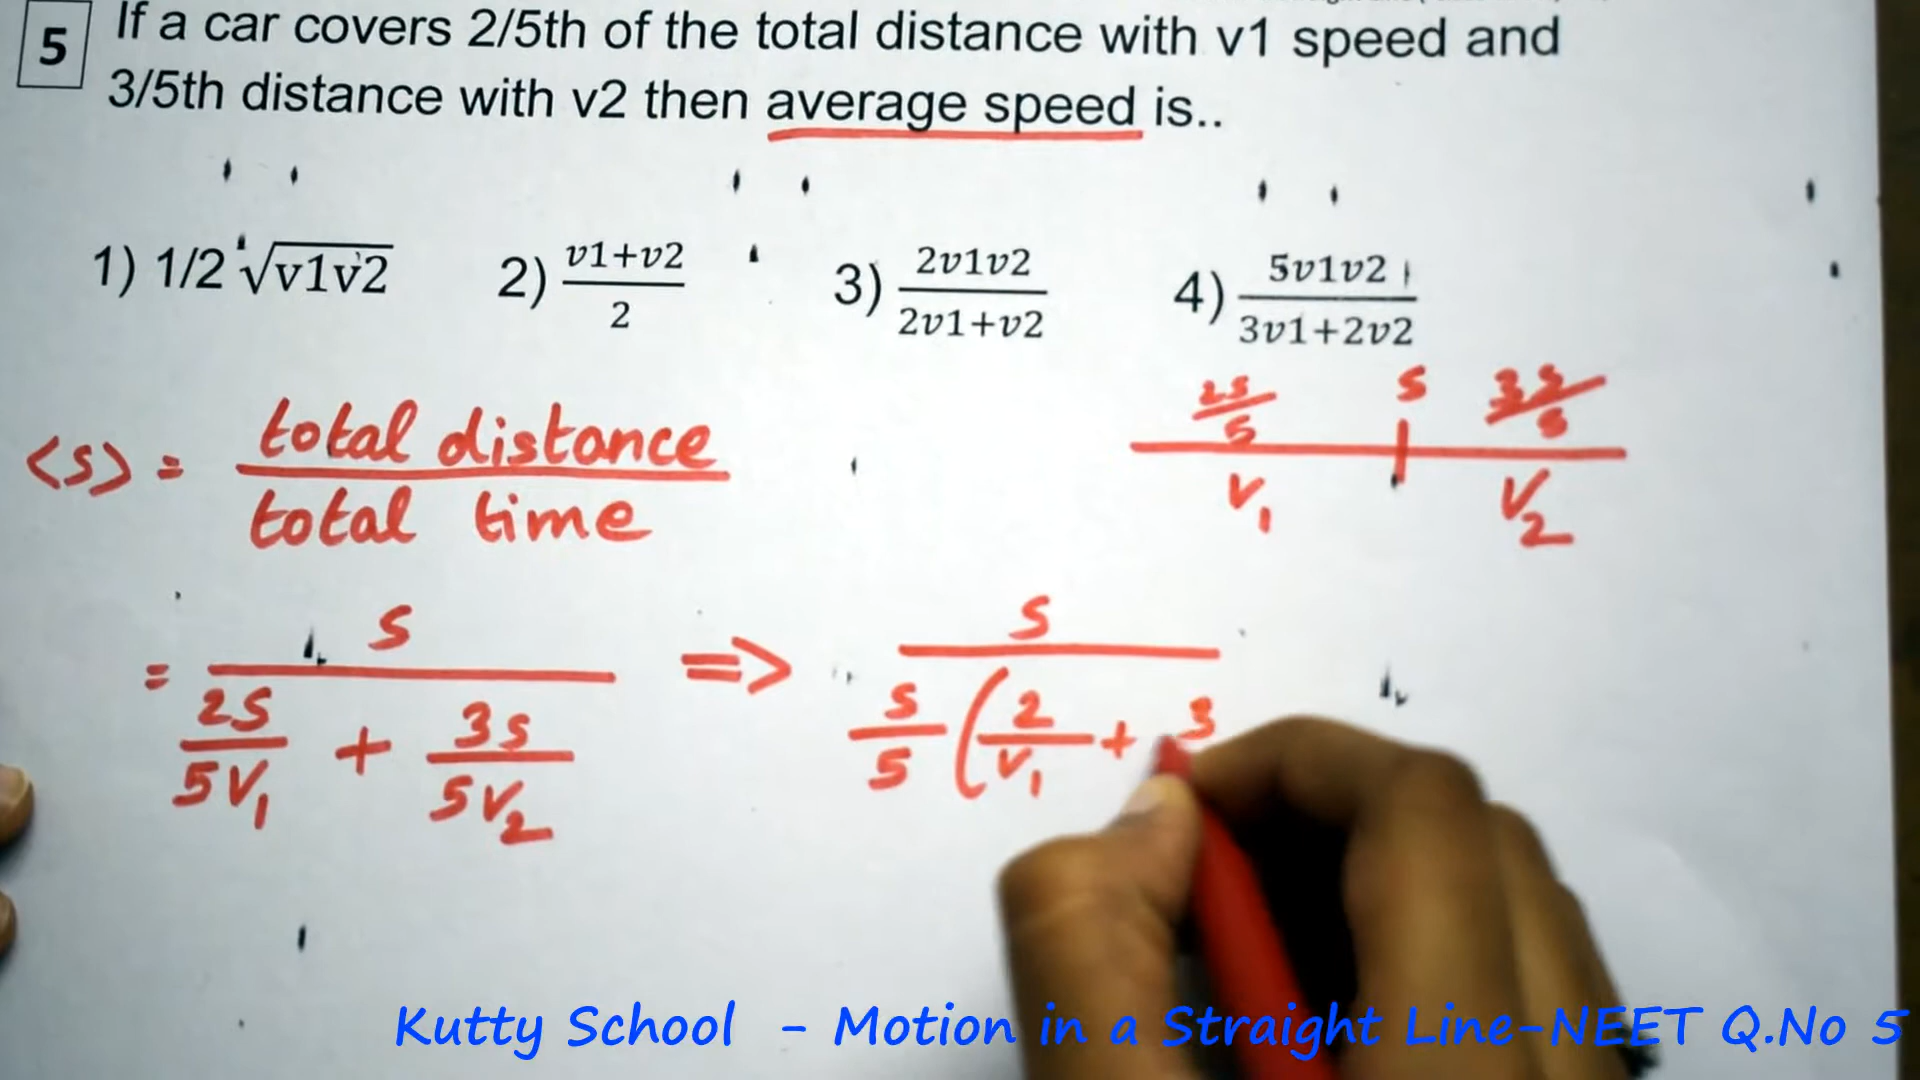 5
If a car covers 2/5th of the total distance with v1 speed and
3/5th distance with v2 then average speed is..
1) 1/2 √v1v2 2) v1+v2/2 3) 2v1v2/2v1+v2 4) 5v1v2/3v1+2v2
2s/5 s 3s/5
V₁ V₂
<s> = total distance
total time
= s => s
2s/5V₁ + 3s/5V₂ s/5 (2/V₁ + 3
Kutty School - Motion in a Straight Line-NEET Q.No 5